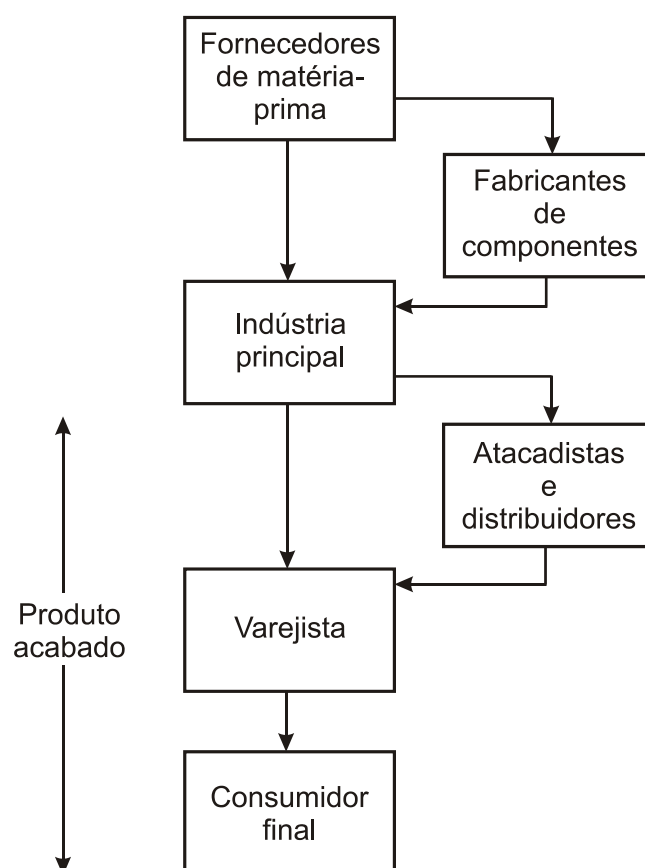 Fornecedores
de matéria-
prima
Fabricantes
de
componentes
Indústria
principal
Atacadistas
e
distribuidores
Produto
acabado
Varejista
Consumidor
final